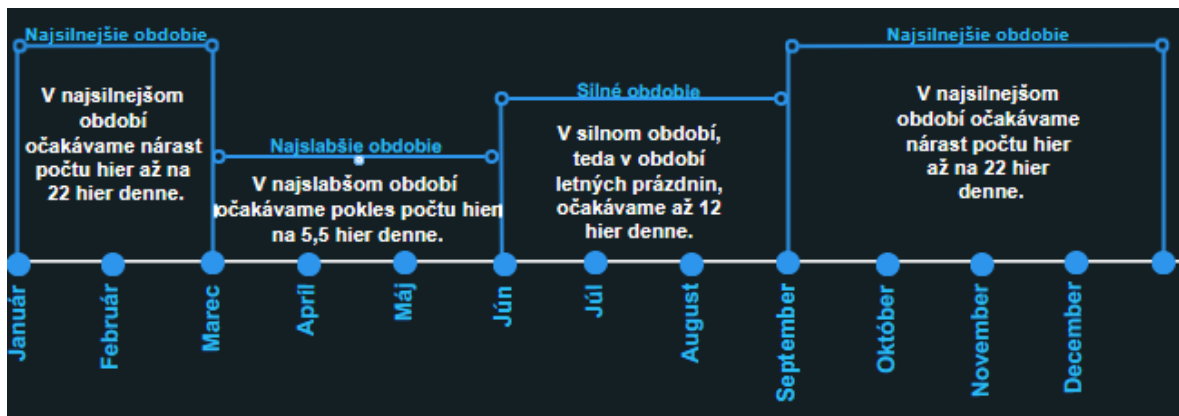 Najsilnejšie obdobie
V najsilnejšom
období
očakávame nárast
počtu hier až na
22 hier denne.
Najslabšie obdobie
V najslabšom období
očakávame pokles počtu hier
na 5,5 hier denne.
Silné obdobie
V silnom období,
teda v období
letných prázdnin,
očakávame až 12
hier denne.
Najsilnejšie obdobie
V najsilnejšom
období očakávame
nárast počtu hier
až na 22 hier
denne.
Január
Február
Marec
Apríl
Máj
Jún
Júl
August
September
Október
November
December